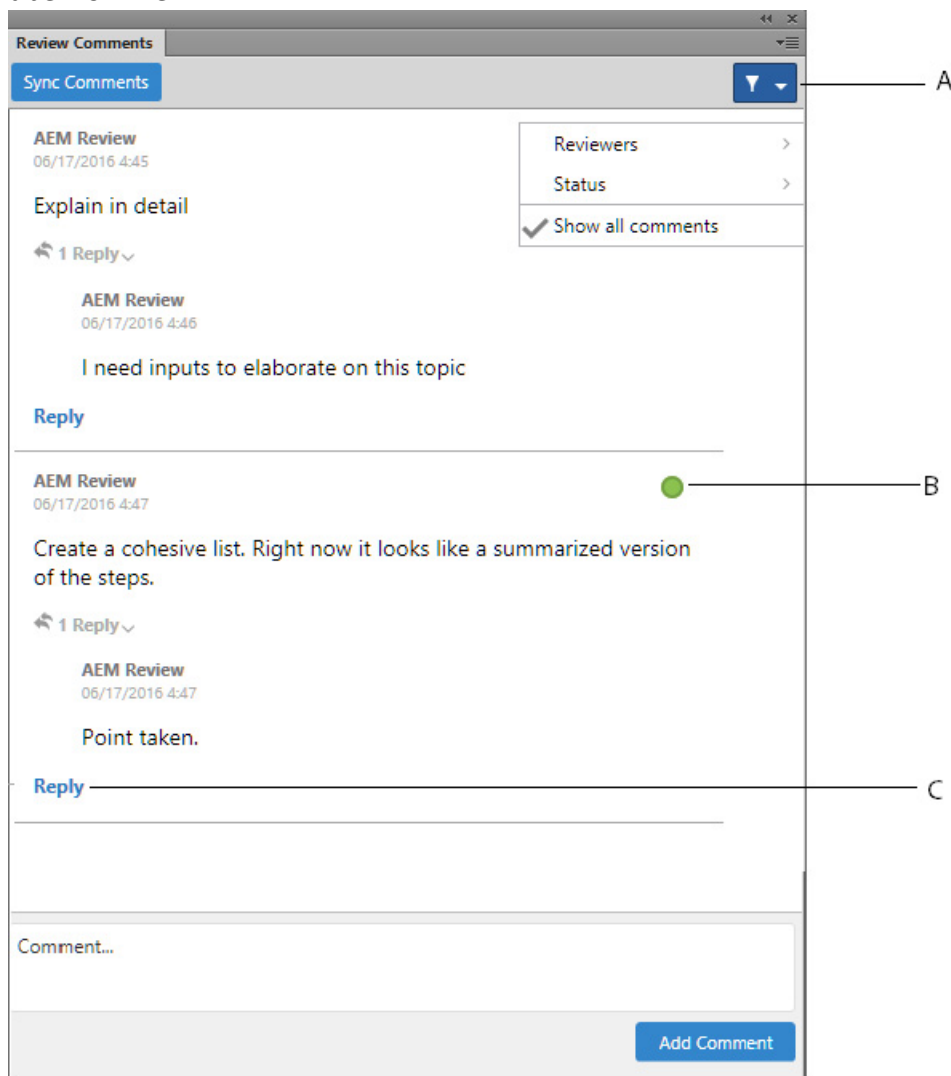 Review Comments
Sync Comments
A
AEM Review
06/17/2016 4:45
Reviewers
Status
Show all comments
Explain in detail
1 Reply
AEM Review
06/17/2016 4:46
I need inputs to elaborate on this topic
Reply
AEM Review
06/17/2016 4:47
B
Create a cohesive list. Right now it looks like a summarized version
of the steps.
1 Reply
AEM Review
06/17/2016 4:47
Point taken.
Reply
C
Comment...
Add Comment